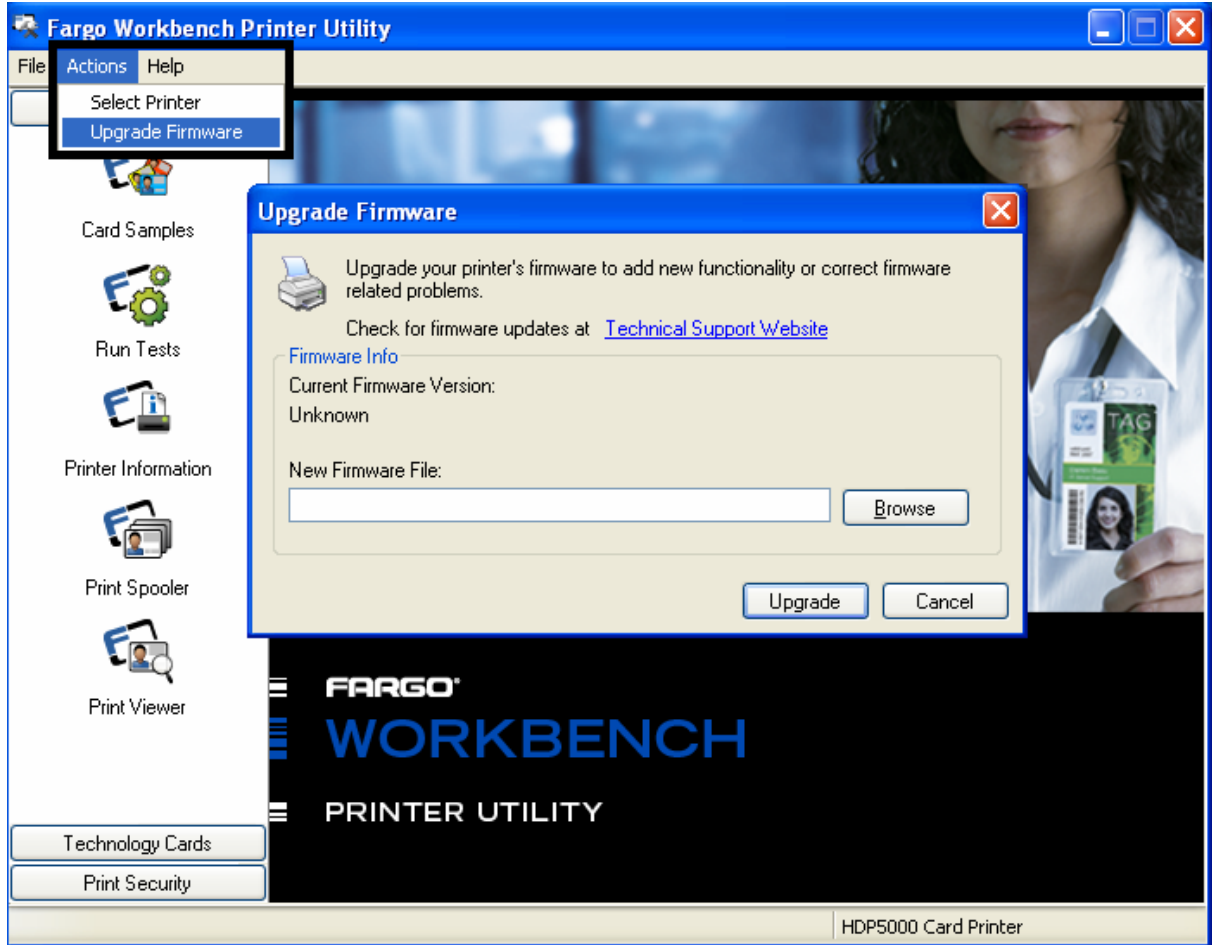 Fargo Workbench Printer Utility
File Actions Help
Select Printer
Upgrade Firmware
Card Samples
Run Tests
Printer Information
Print Spooler
Print Viewer
Technology Cards
Print Security
Upgrade Firmware
Upgrade your printer's firmware to add new functionality or correct firmware
related problems.
Check for firmware updates at Technical Support Website
Firmware Info
Current Firmware Version:
Unknown
New Firmware File:
Browse
Upgrade Cancel
TAG
FARGO
WORKBENCH
PRINTER UTILITY
HDP5000 Card Printer